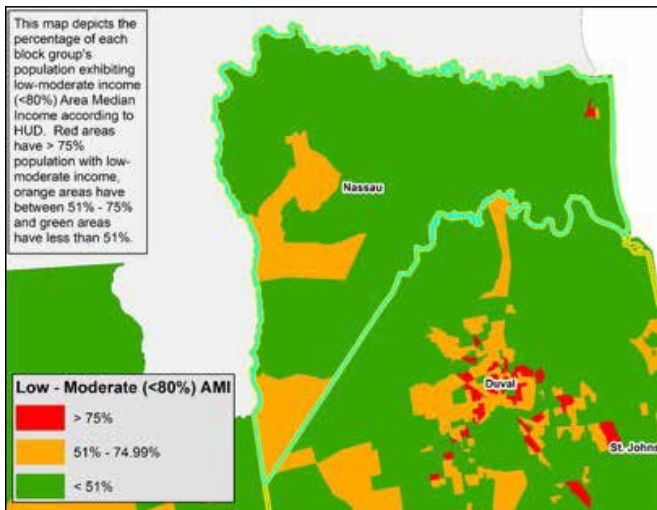 This map depicts the
percentage of each
block group's
population exhibiting
low-moderate income
(<80%) Area Median
Income according to
HUD. Red areas
have > 75%
population with low-
moderate income,
orange areas have
between 51% - 75%
and green areas
have less than 51%.
Nassau
Duval
St. Johns
Low - Moderate (<80%) AMI
> 75%
51% - 74.99%
< 51%